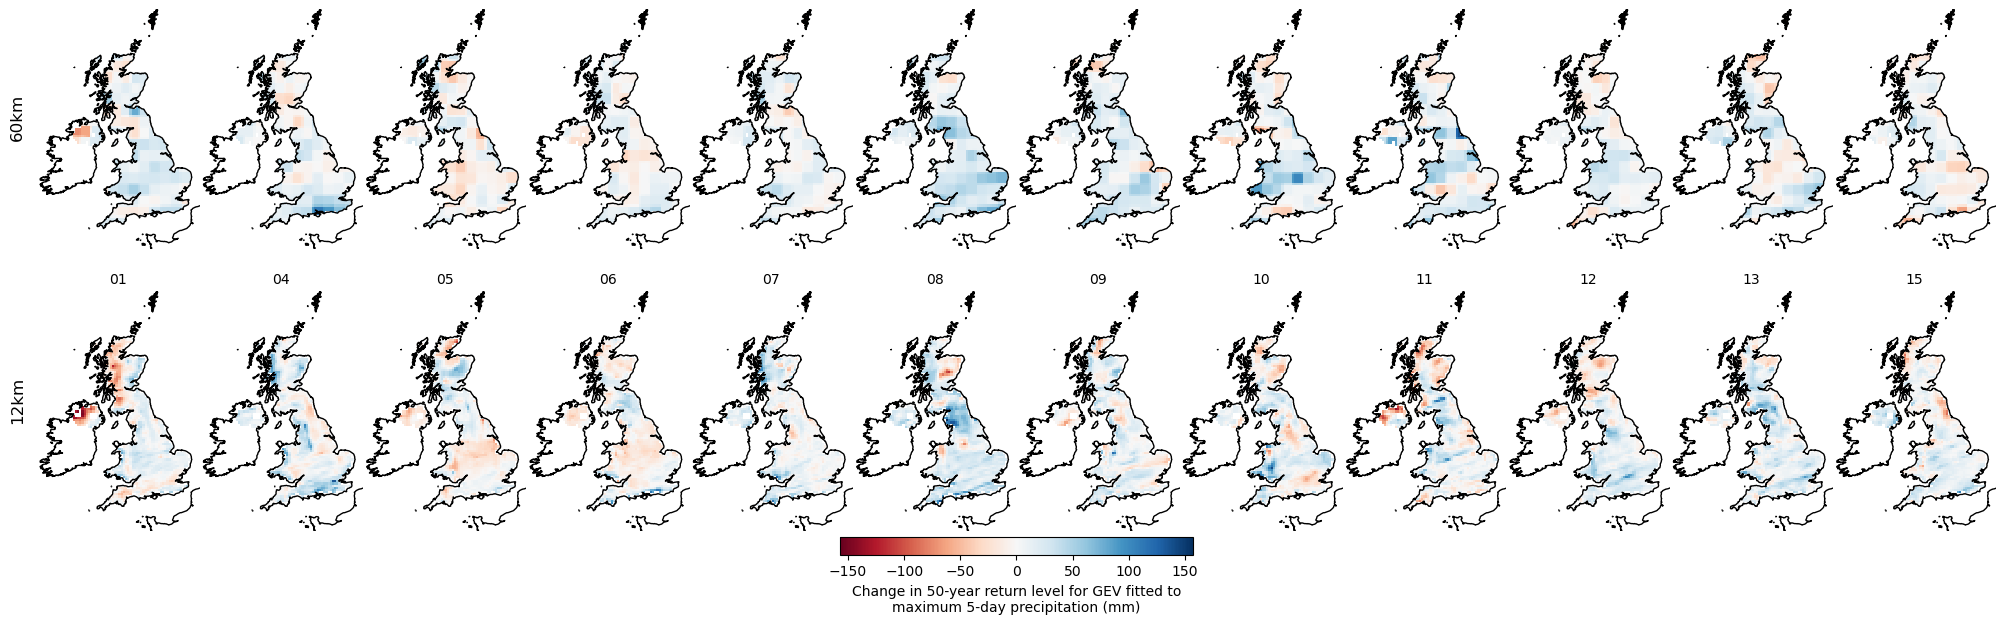 60km
01 04 05 06 07 08 09 10 11 12 13 15
12km
−150 −100 −50 0 50 100 150
Change in 50-year return level for GEV fitted to
maximum 5-day precipitation (mm)